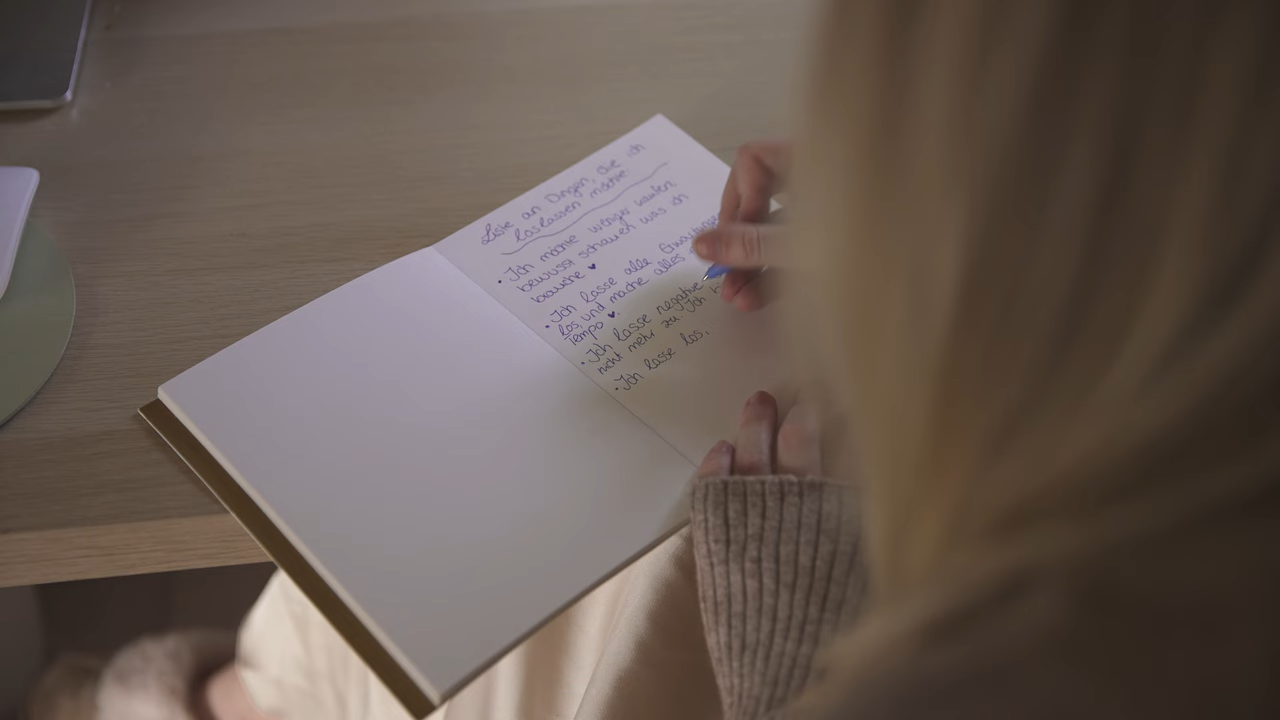 Liste an Dingen, die ich
loslassen möchte
• Ich möchte weniger kaufen,
bewusst schauen was ich
brauche ♥
• Ich lasse alle Erwartungen
los, und mache alles
Tempo ♥.
• Ich lasse negative
nicht mehr zu Ich
• Ich lasse los,